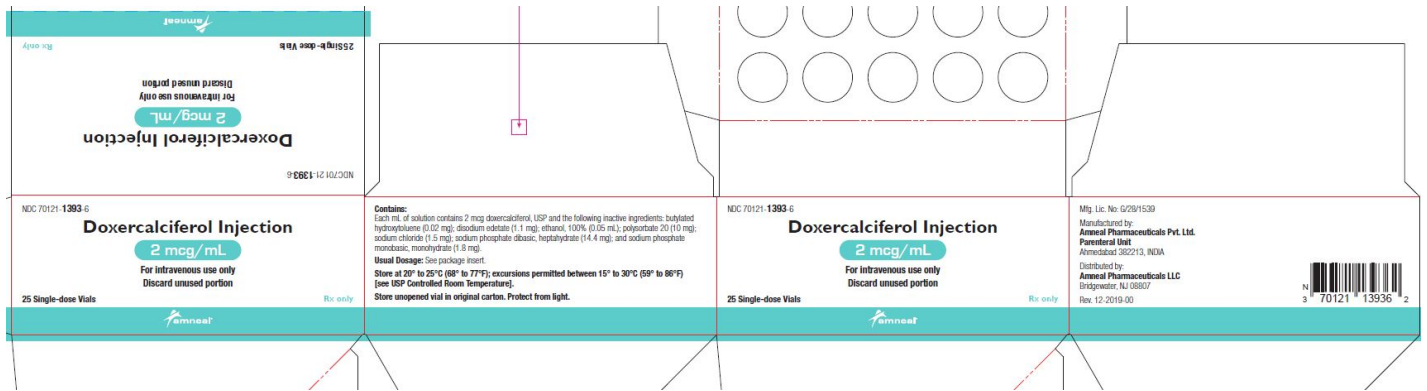 amneal
25 Single-dose Vials
Rx only
Discard unused portion
For intravenous use only
2 mcg/mL
Doxercalciferol Injection
NDC70121-1393-6
NDC 70121-1393-6
Doxercalciferol Injection
2 mcg/mL
For intravenous use only
Discard unused portion
25 Single-dose Vials
Rx only
amneal
Contains:
Each mL of solution contains 2 mcg doxercalciferol, USP and the following inactive ingredients: butylated
hydroxytoluene (0.02 mg); disodium edetate (1.1 mg); ethanol, 100% (0.05 mL); polysorbate 20 (10 mg);
sodium chloride (1.5 mg); sodium phosphate dibasic, heptahydrate (14.4 mg); and sodium phosphate
monobasic, monohydrate (1.8 mg).
Usual Dosage: See package insert.
Store at 20° to 25°C (68° to 77°F); excursions permitted between 15° to 30°C (59° to 86°F)
[see USP Controlled Room Temperature].
Store unopened vial in original carton. Protect from light.
NDC 70121-1393-6
Doxercalciferol Injection
2 mcg/mL
For intravenous use only
Discard unused portion
25 Single-dose Vials
Rx only
amneal
Mfg. Lic. No: G/28/1539
Manufactured by:
Amneal Pharmaceuticals Pvt. Ltd.
Parenteral Unit
Ahmedabad 382213, INDIA
Distributed by:
Amneal Pharmaceuticals LLC
Bridgewater, NJ 08807
Rev. 12-2019-00
N
3 70121 13936 2